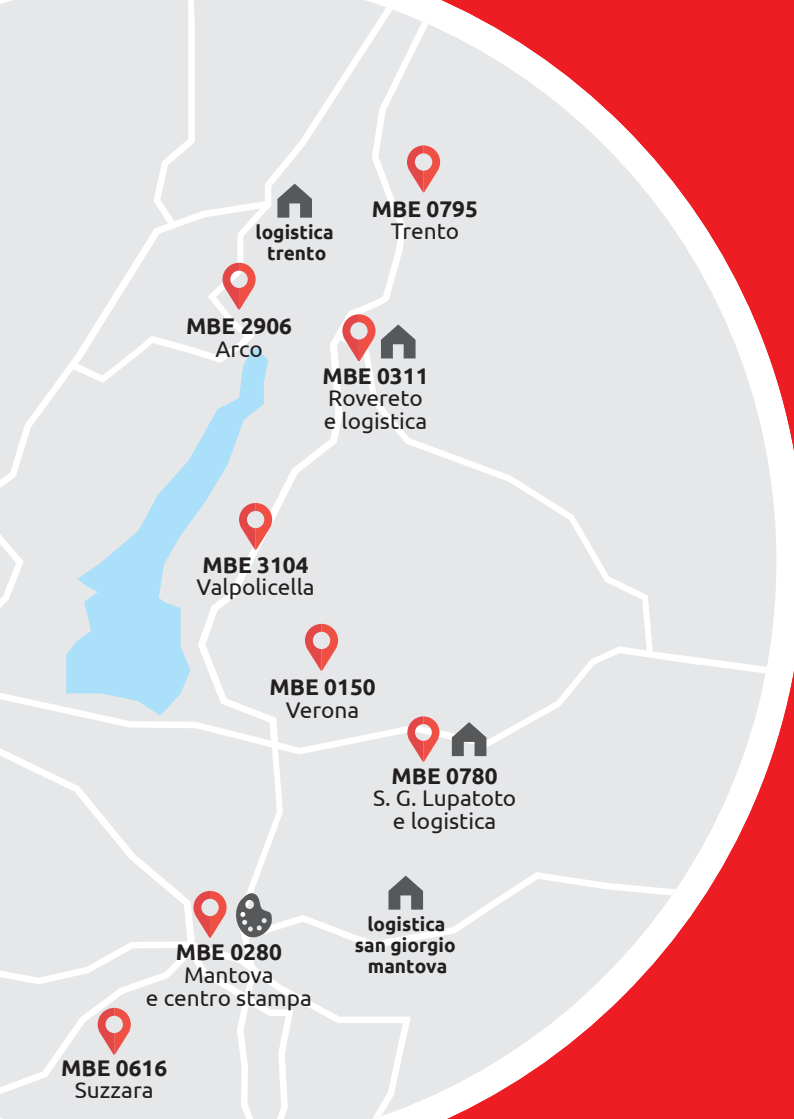 MBE 0795
Trento
logistica
trento
MBE 2906
Arco
MBE 0311
Rovereto
e logistica
MBE 3104
Valpolicella
MBE 0150
Verona
MBE 0780
S. G. Lupatoto
e logistica
logistica
san giorgio
mantova
MBE 0280
Mantova
e centro stampa
MBE 0616
Suzzara